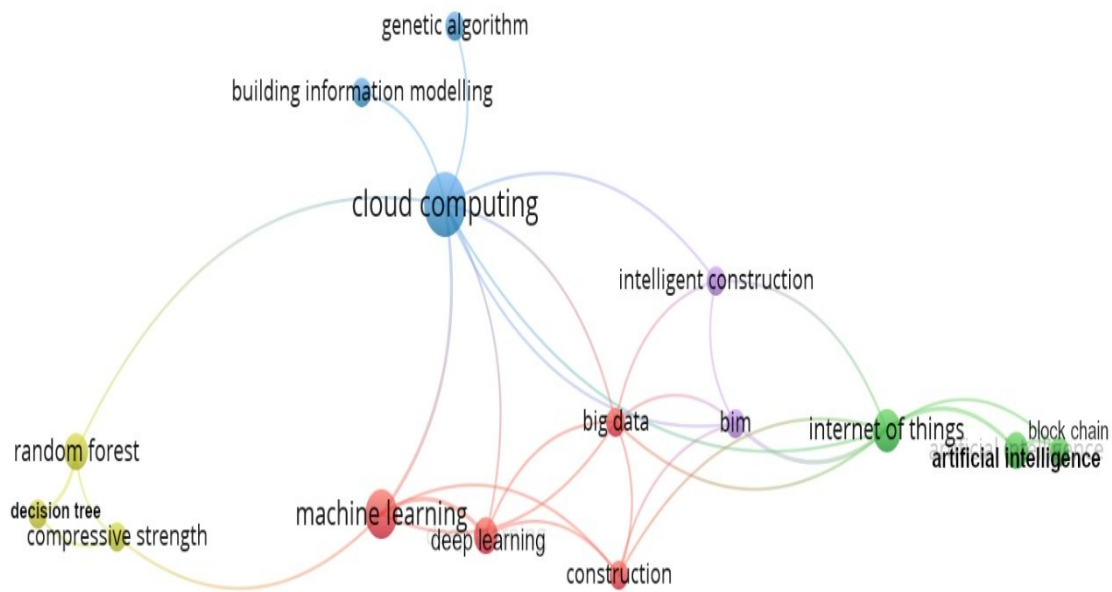 genetic algorithm
building information modelling
cloud computing
intelligent construction
big data
bim
internet of things
block chain
artificial intelligence
random forest
decision tree
compressive strength
machine learning
deep learning
construction